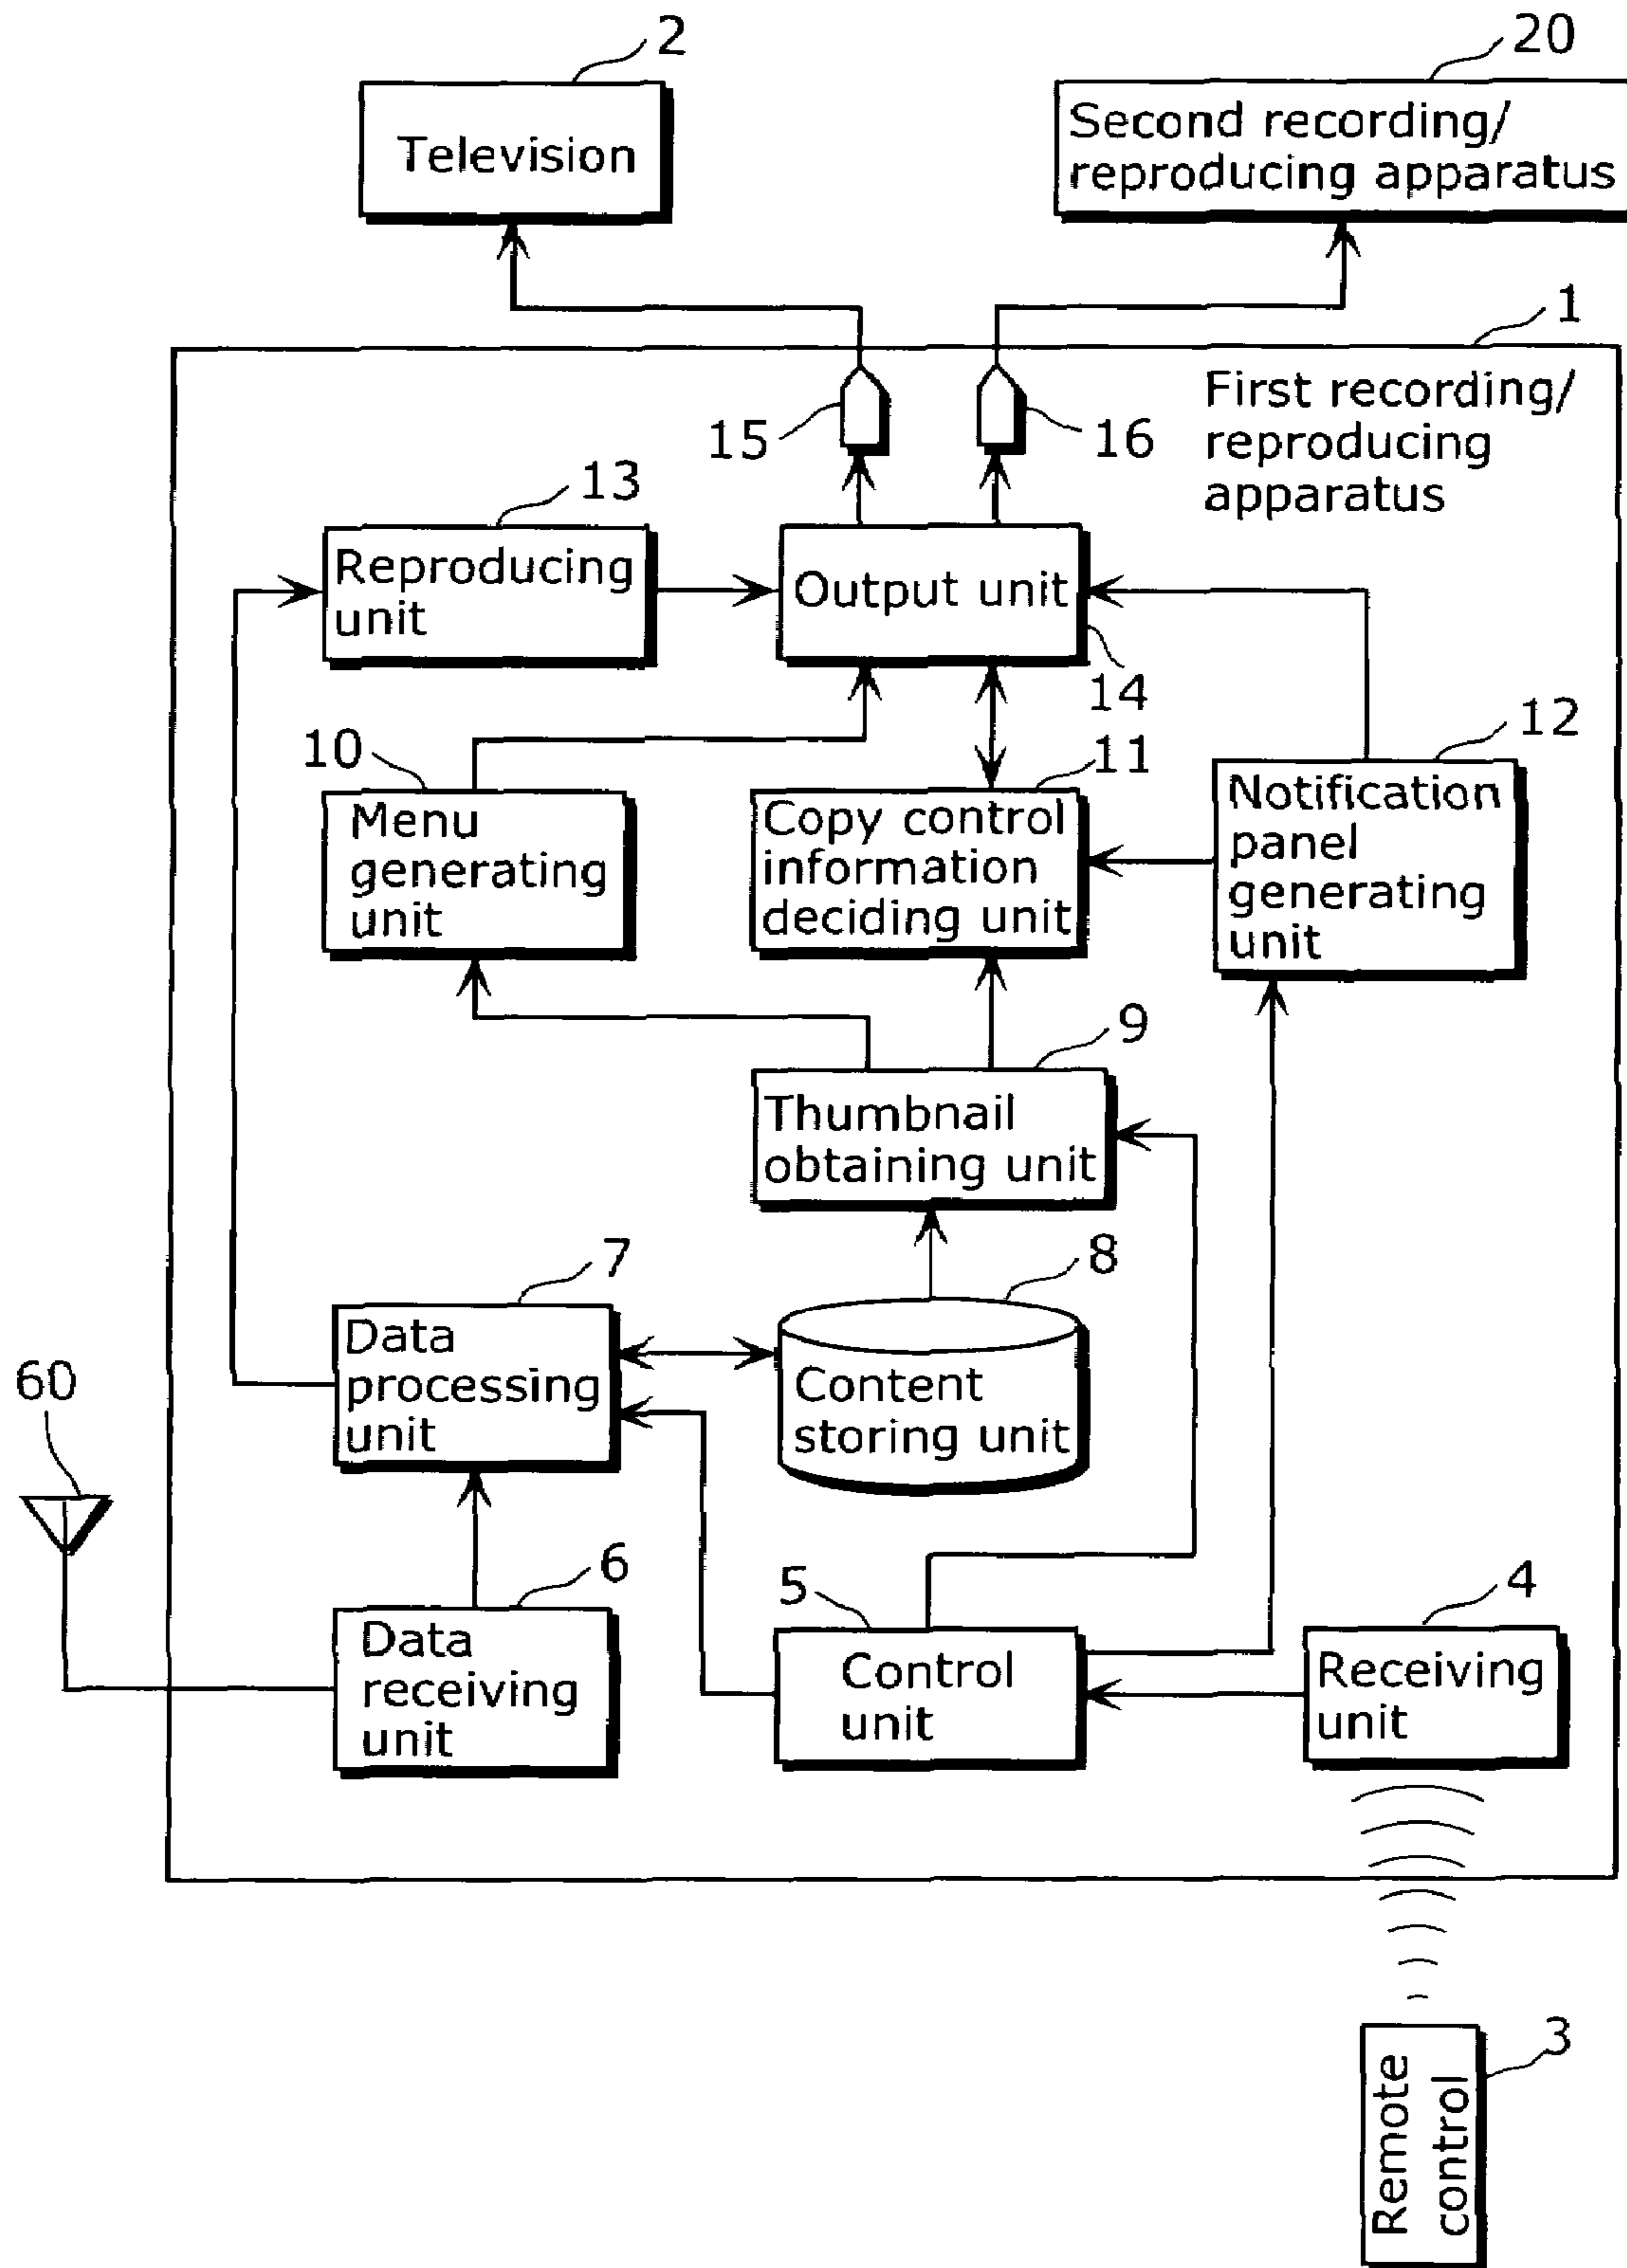 2
20
Television
Second recording/
reproducing apparatus
1
First recording/
reproducing
apparatus
15
16
13
Reproducing
unit
Output unit
14
10
11
12
Menu
generating
unit
Copy control
information
deciding unit
Notification
panel
generating
unit
9
Thumbnail
obtaining unit
7
8
Data
processing
unit
Content
storing unit
60
6
5
4
Data
receiving
unit
Control
unit
Receiving
unit
3
Remote
control